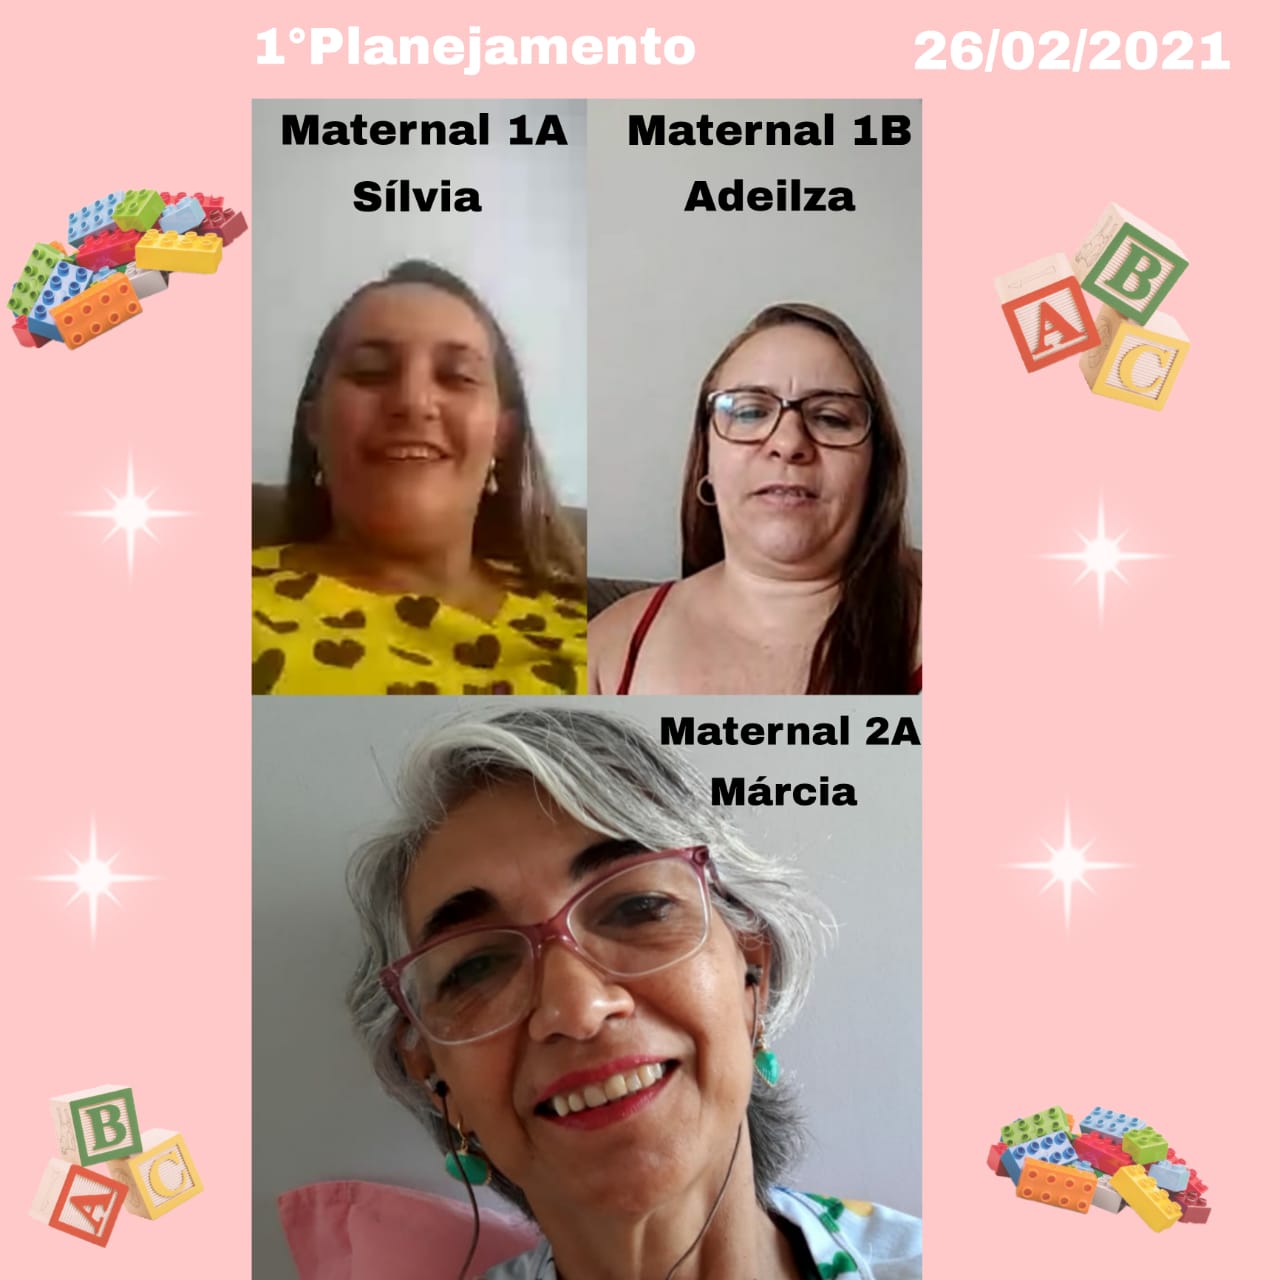 1°Planejamento
26/02/2021
Maternal 1A
Sílvia
Maternal 1B
Adeilza
Maternal 2A
Márcia
A
B
C
B
A
C